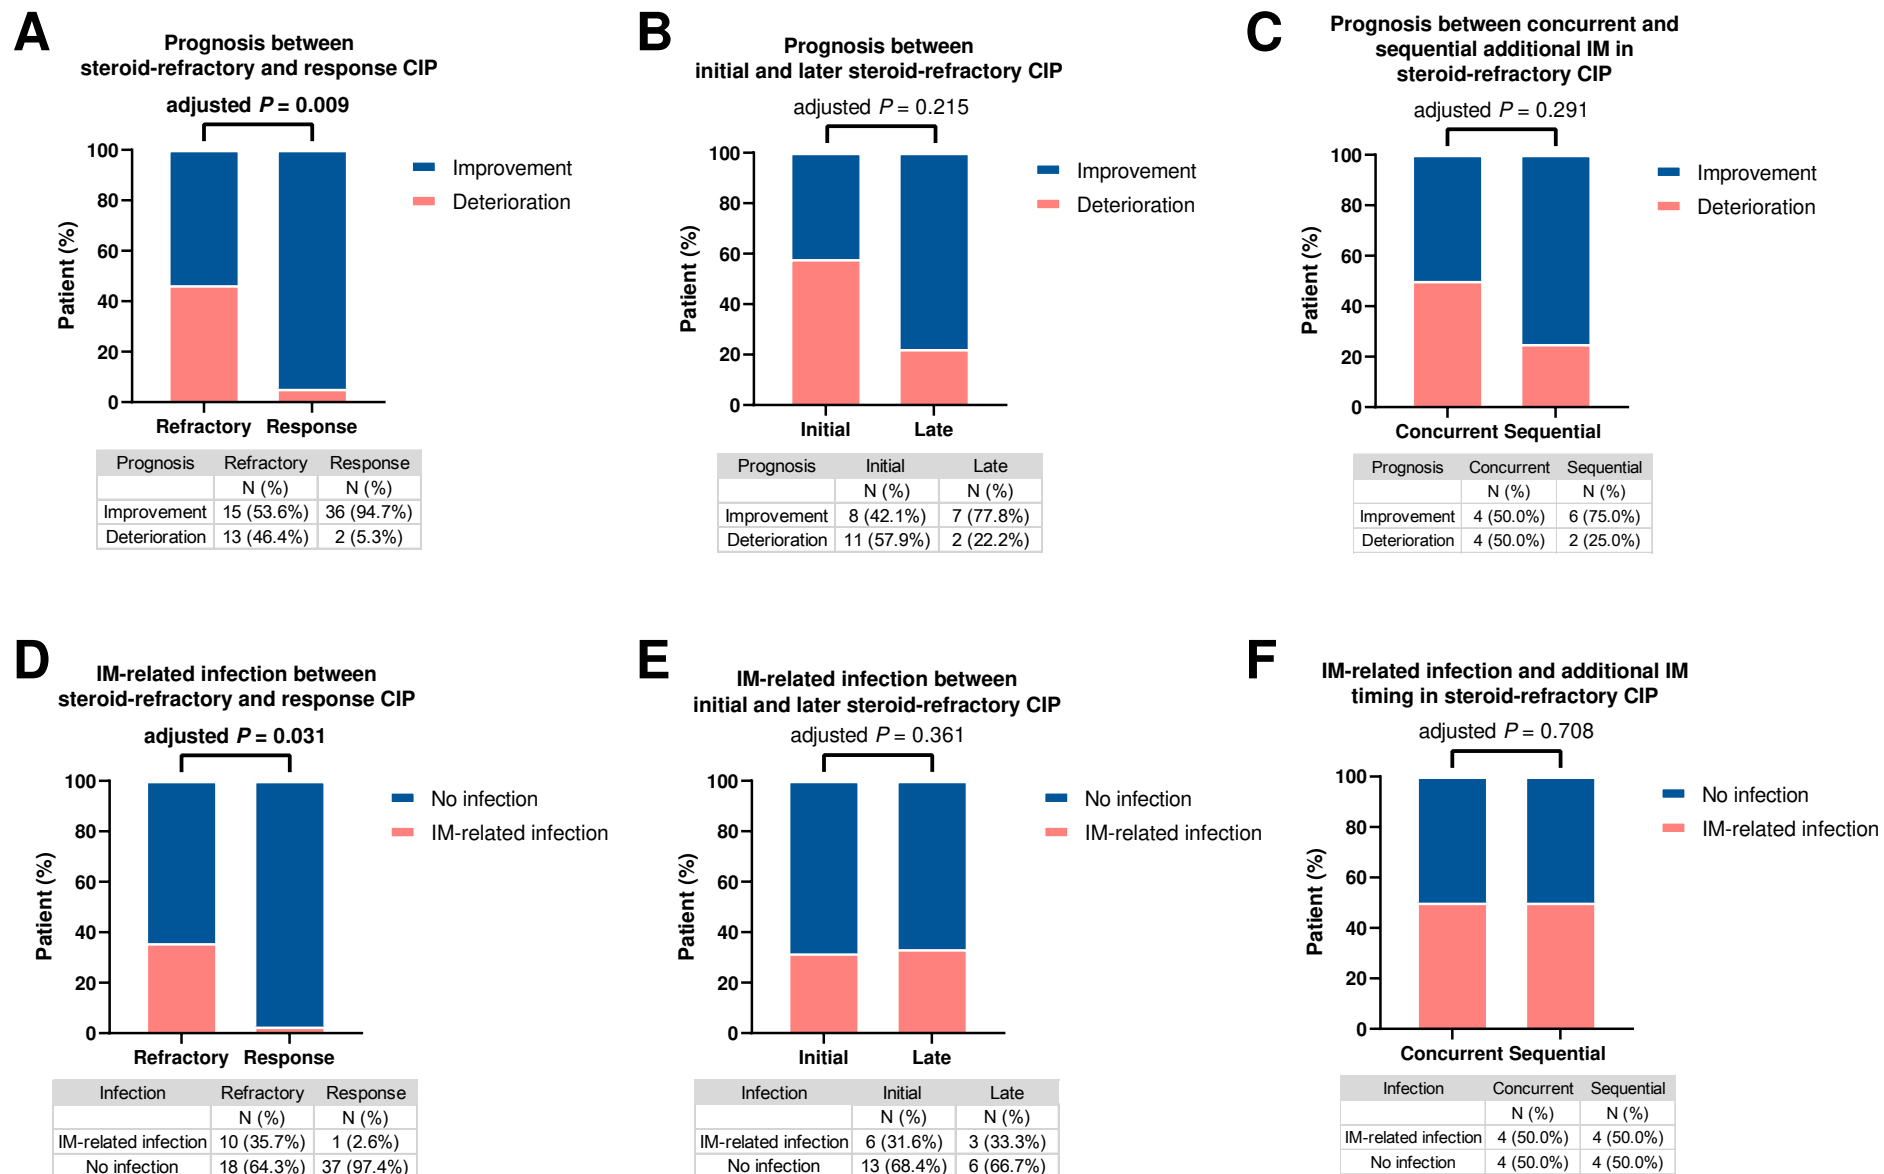 A
Prognosis between
steroid-refractory and response CIP
adjusted P = 0.009
Patient (%)
100
80
60
40
20
0
Refractory Response
Improvement
Deterioration
Prognosis Refractory Response
N (%) N (%)
Improvement 15 (53.6%) 36 (94.7%)
Deterioration 13 (46.4%) 2 (5.3%)
B
Prognosis between
initial and later steroid-refractory CIP
adjusted P = 0.215
Patient (%)
100
80
60
40
20
0
Initial Late
Improvement
Deterioration
Prognosis Initial Late
N (%) N (%)
Improvement 8 (42.1%) 7 (77.8%)
Deterioration 11 (57.9%) 2 (22.2%)
C
Prognosis between concurrent and
sequential additional IM in
steroid-refractory CIP
adjusted P = 0.291
Patient (%)
100
80
60
40
20
0
Concurrent Sequential
Improvement
Deterioration
Prognosis Concurrent Sequential
N (%) N (%)
Improvement 4 (50.0%) 6 (75.0%)
Deterioration 4 (50.0%) 2 (25.0%)
D
IM-related infection between
steroid-refractory and response CIP
adjusted P = 0.031
Patient (%)
100
80
60
40
20
0
Refractory Response
No infection
IM-related infection
Infection Refractory Response
N (%) N (%)
IM-related infection 10 (35.7%) 1 (2.6%)
No infection 18 (64.3%) 37 (97.4%)
E
IM-related infection between
initial and later steroid-refractory CIP
adjusted P = 0.361
Patient (%)
100
80
60
40
20
0
Initial Late
No infection
IM-related infection
Infection Initial Late
N (%) N (%)
IM-related infection 6 (31.6%) 3 (33.3%)
No infection 13 (68.4%) 6 (66.7%)
F
IM-related infection and additional IM
timing in steroid-refractory CIP
adjusted P = 0.708
Patient (%)
100
80
60
40
20
0
Concurrent Sequential
No infection
IM-related infection
Infection Concurrent Sequential
N (%) N (%)
IM-related infection 4 (50.0%) 4 (50.0%)
No infection 4 (50.0%) 4 (50.0%)